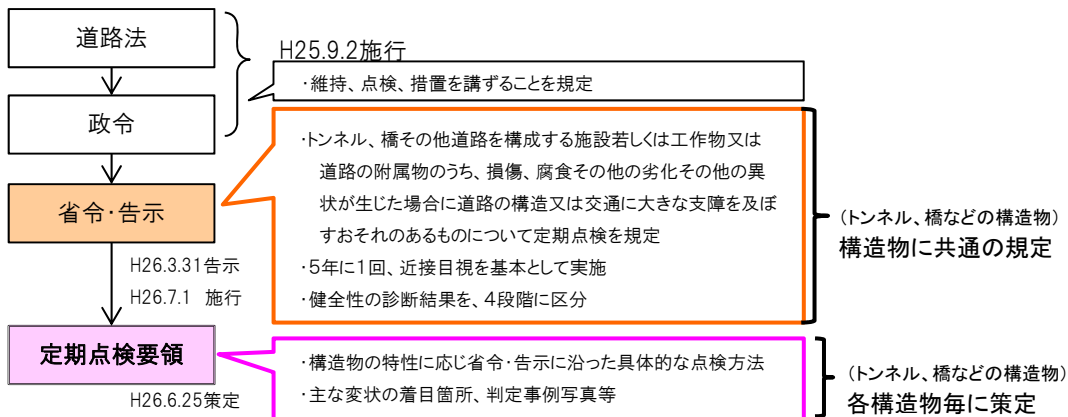 道路法
H25.9.2施行
・維持、点検、措置を講ずることを規定
政令
・トンネル、橋その他道路を構成する施設若しくは工作物又は
道路の附属物のうち、損傷、腐食その他の劣化その他の異
状が生じた場合に道路の構造又は交通に大きな支障を及ぼ
すおそれのあるものについて定期点検を規定
・5年に1回、近接目視を基本として実施
・健全性の診断結果を、4段階に区分
省令・告示
(トンネル、橋などの構造物)
構造物に共通の規定
H26.3.31告示
H26.7.1 施行
定期点検要領
・構造物の特性に応じ省令・告示に沿った具体的な点検方法
・主な変状の着目箇所、判定事例写真等
(トンネル、橋などの構造物)
各構造物毎に策定
H26.6.25策定